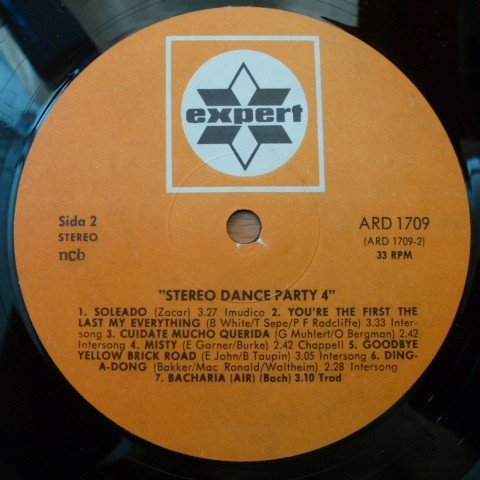 expert
Sida 2
STEREO
ncb
ARD 1709
(ARD 1709-2)
33 RPM
"STEREO DANCE PARTY 4"
1. SOLEADO (Zacar) 3.27 Imudico 2. YOU'RE THE FIRST THE
LAST MY EVERYTHING (B White/T Sepe/P F Radcliffe) 3.33 Inter-
song 3. CUIDATE MUCHO QUERIDA (G Muhlert/O Bergman) 2.42
Intersong 4. MISTY (E Garner/Burke) 2.42 Chappell 5. GOODBYE
YELLOW BRICK ROAD (E John/B Taupin) 3.05 Intersong 6. DING-
A-DONG (Bakker/Mac Ronald/Waltheim) 2.28 Intersong
7. BACHARIA (AIR) (Bach) 3.10 Trad